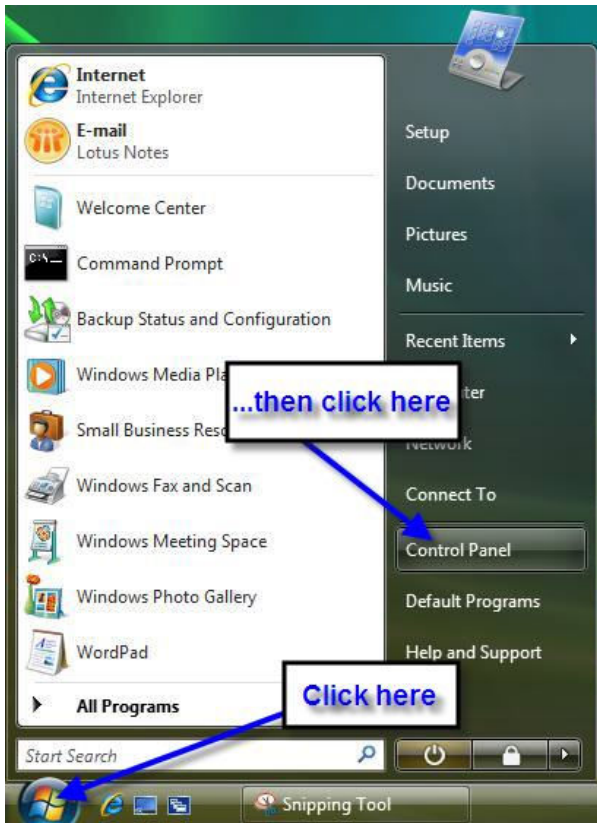 Internet
Internet Explorer
E-mail
Lotus Notes
Welcome Center
Command Prompt
Backup Status and Configuration
Windows Media Pla
Small Business Reso
Windows Fax and Scan
Windows Meeting Space
Windows Photo Gallery
WordPad
All Programs
Start Search
Setup
Documents
Pictures
Music
Recent Items
...then click here
Network
Connect To
Control Panel
Default Programs
Help and Support
Click here
Snipping Tool